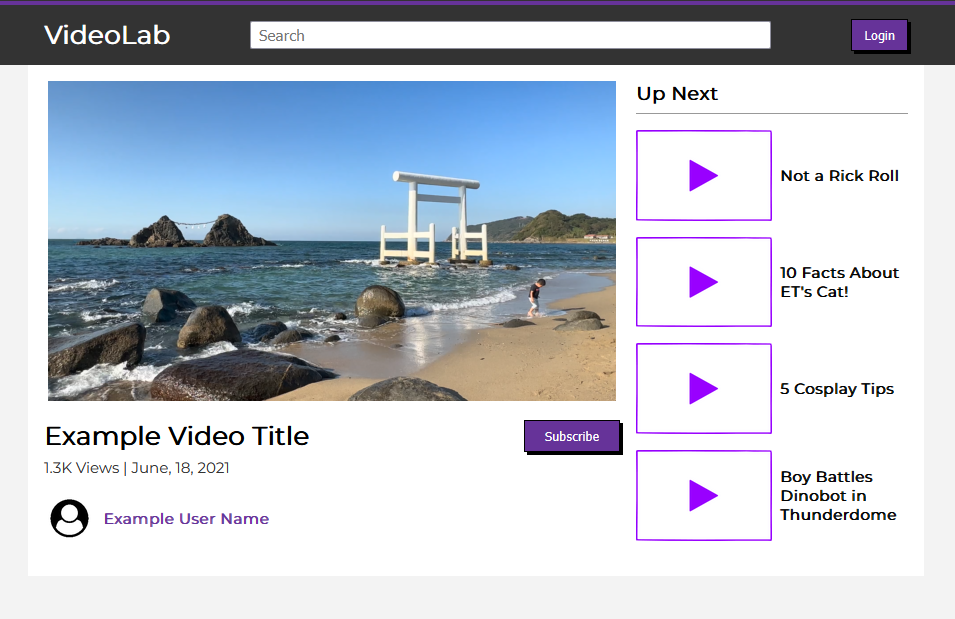 VideoLab
Search
Login
Up Next
Not a Rick Roll
10 Facts About
ET's Cat!
5 Cosplay Tips
Boy Battles
Dinobot in
Thunderdome
Example Video Title
Subscribe
1.3K Views | June, 18, 2021
Example User Name